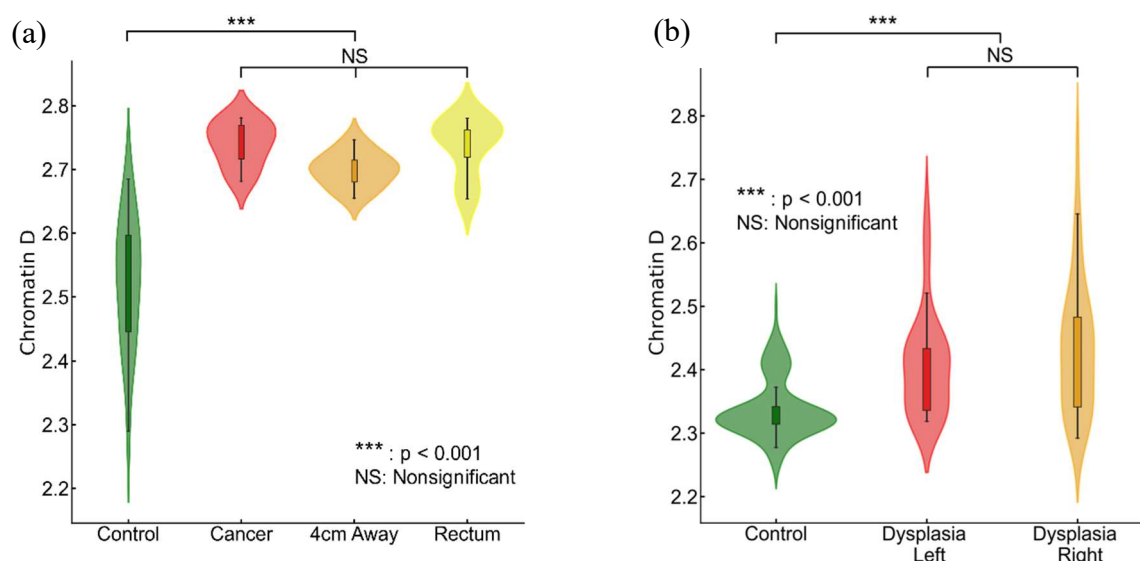 (a)
***
NS
Chromatin D
2.8
2.7
2.6
2.5
2.4
2.3
2.2
*** : p < 0.001
NS: Nonsignificant
Control Cancer 4cm Away Rectum
(b)
***
NS
Chromatin D
2.8
2.7
2.6
2.5
2.4
2.3
2.2
*** : p < 0.001
NS: Nonsignificant
Control Dysplasia Dysplasia
Left Right